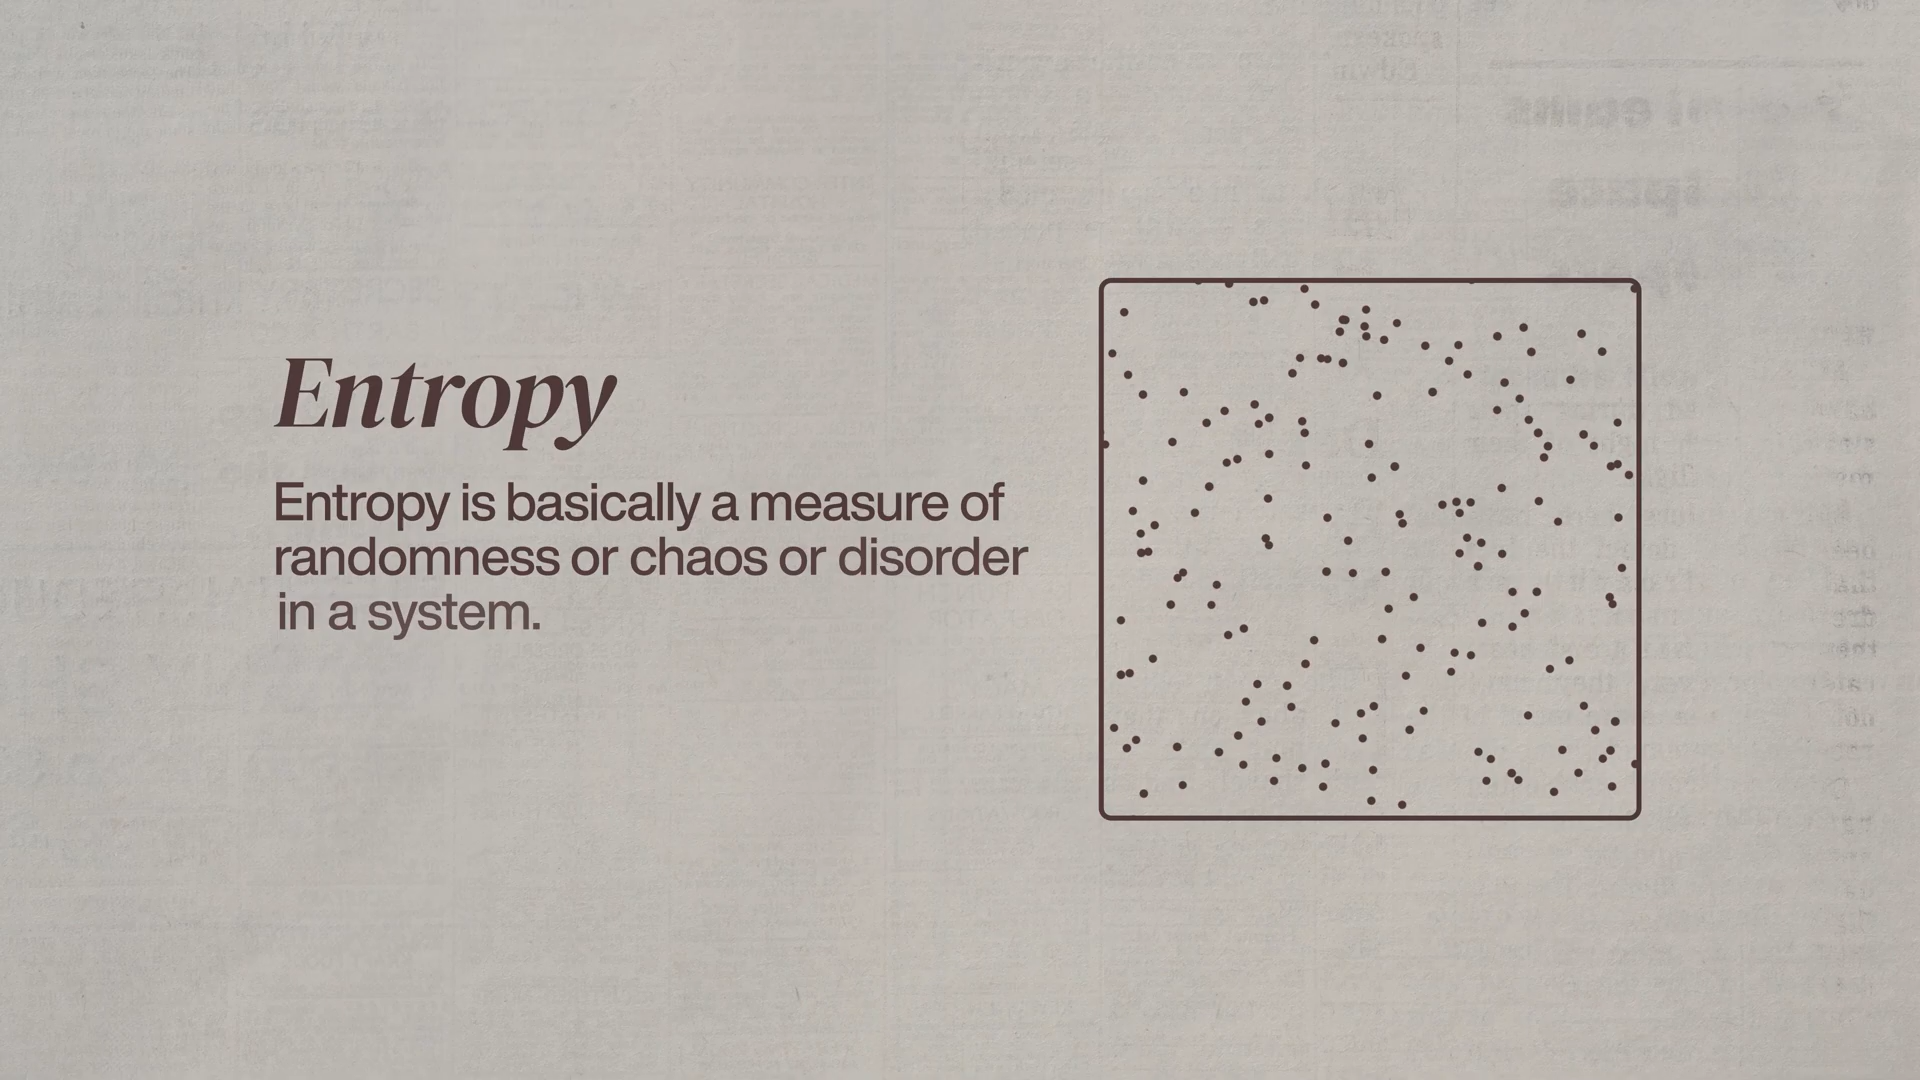 Entropy
Entropy is basically a measure of
randomness or chaos or disorder
in a system.